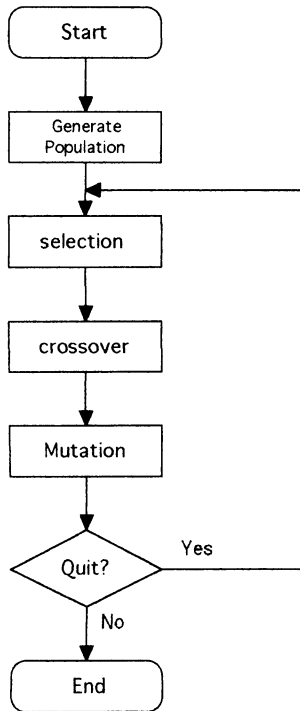 Start
Generate
Population
selection
crossover
Mutation
Quit?
Yes
No
End